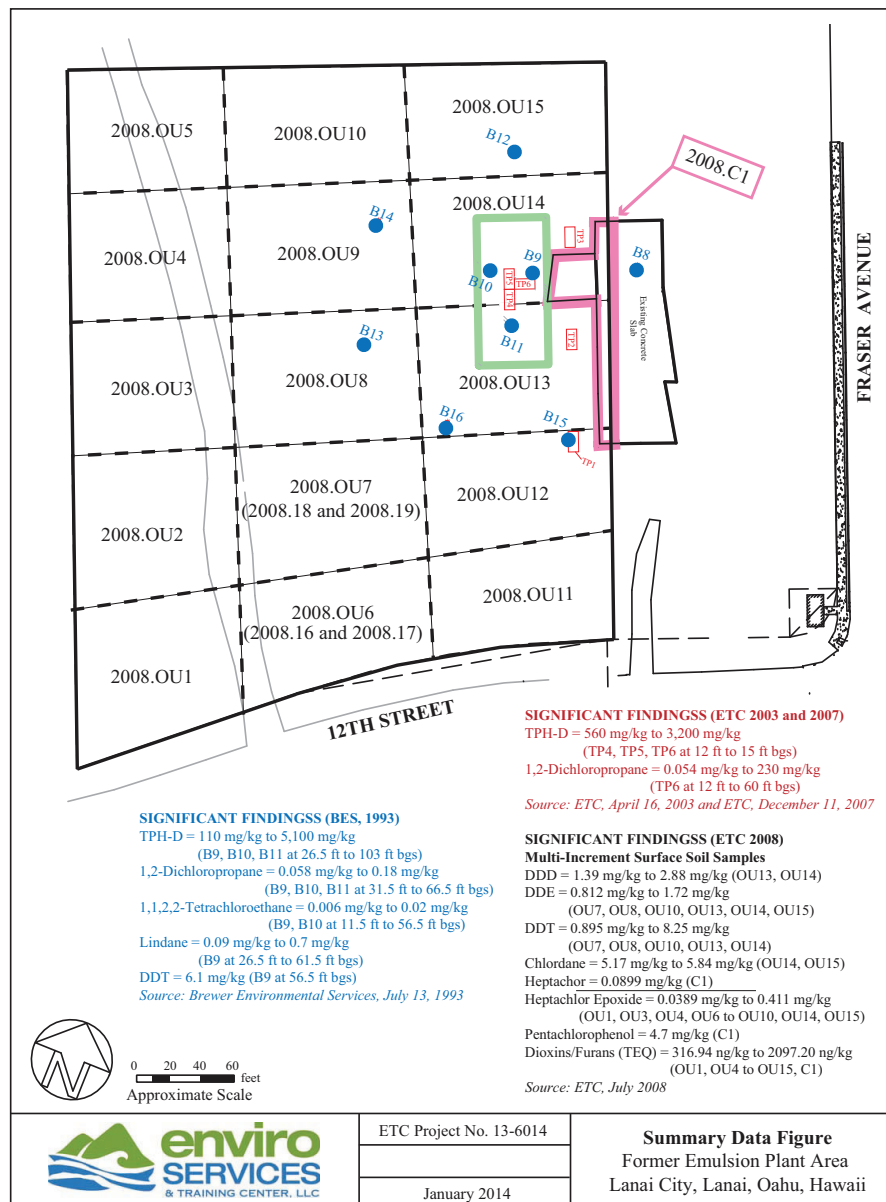 2008.OU5
2008.OU10
2008.OU15
B12
2008.C1
2008.OU4
B14
2008.OU9
2008.OU14
TP3
B9
B10
TP5
TP6
TP4
B8
B11
TP2
Existing Concrete
Slab
FRASER AVENUE
2008.OU3
B13
2008.OU8
2008.OU13
B16
B15
TP1
2008.OU2
2008.OU7
(2008.18 and 2008.19)
2008.OU12
2008.OU1
2008.OU6
(2008.16 and 2008.17)
2008.OU11
12TH STREET
SIGNIFICANT FINDINGSS (ETC 2003 and 2007)
TPH-D = 560 mg/kg to 3,200 mg/kg
(TP4, TP5, TP6 at 12 ft to 15 ft bgs)
1,2-Dichloropropane = 0.054 mg/kg to 230 mg/kg
(TP6 at 12 ft to 60 ft bgs)
Source: ETC, April 16, 2003 and ETC, December 11, 2007
SIGNIFICANT FINDINGSS (BES, 1993)
TPH-D = 110 mg/kg to 5,100 mg/kg
(B9, B10, B11 at 26.5 ft to 103 ft bgs)
1,2-Dichloropropane = 0.058 mg/kg to 0.18 mg/kg
(B9, B10, B11 at 31.5 ft to 66.5 ft bgs)
1,1,2,2-Tetrachloroethane = 0.006 mg/kg to 0.02 mg/kg
(B9, B10 at 11.5 ft to 56.5 ft bgs)
Lindane = 0.09 mg/kg to 0.7 mg/kg
(B9 at 26.5 ft to 61.5 ft bgs)
DDT = 6.1 mg/kg (B9 at 56.5 ft bgs)
Source: Brewer Environmental Services, July 13, 1993
SIGNIFICANT FINDINGSS (ETC 2008)
Multi-Increment Surface Soil Samples
DDD = 1.39 mg/kg to 2.88 mg/kg (OU13, OU14)
DDE = 0.812 mg/kg to 1.72 mg/kg
(OU7, OU8, OU10, OU13, OU14, OU15)
DDT = 0.895 mg/kg to 8.25 mg/kg
(OU7, OU8, OU10, OU13, OU14)
Chlordane = 5.17 mg/kg to 5.84 mg/kg (OU14, OU15)
Heptachor = 0.0899 mg/kg (C1)
Heptachlor Epoxide = 0.0389 mg/kg to 0.411 mg/kg
(OU1, OU3, OU4, OU6 to OU10, OU14, OU15)
Pentachlorophenol = 4.7 mg/kg (C1)
Dioxins/Furans (TEQ) = 316.94 ng/kg to 2097.20 ng/kg
(OU1, OU4 to OU15, C1)
Source: ETC, July 2008
N
0 20 40 60
feet
Approximate Scale
enviro
SERVICES
& TRAINING CENTER, LLC
ETC Project No. 13-6014
January 2014
Summary Data Figure
Former Emulsion Plant Area
Lanai City, Lanai, Oahu, Hawaii